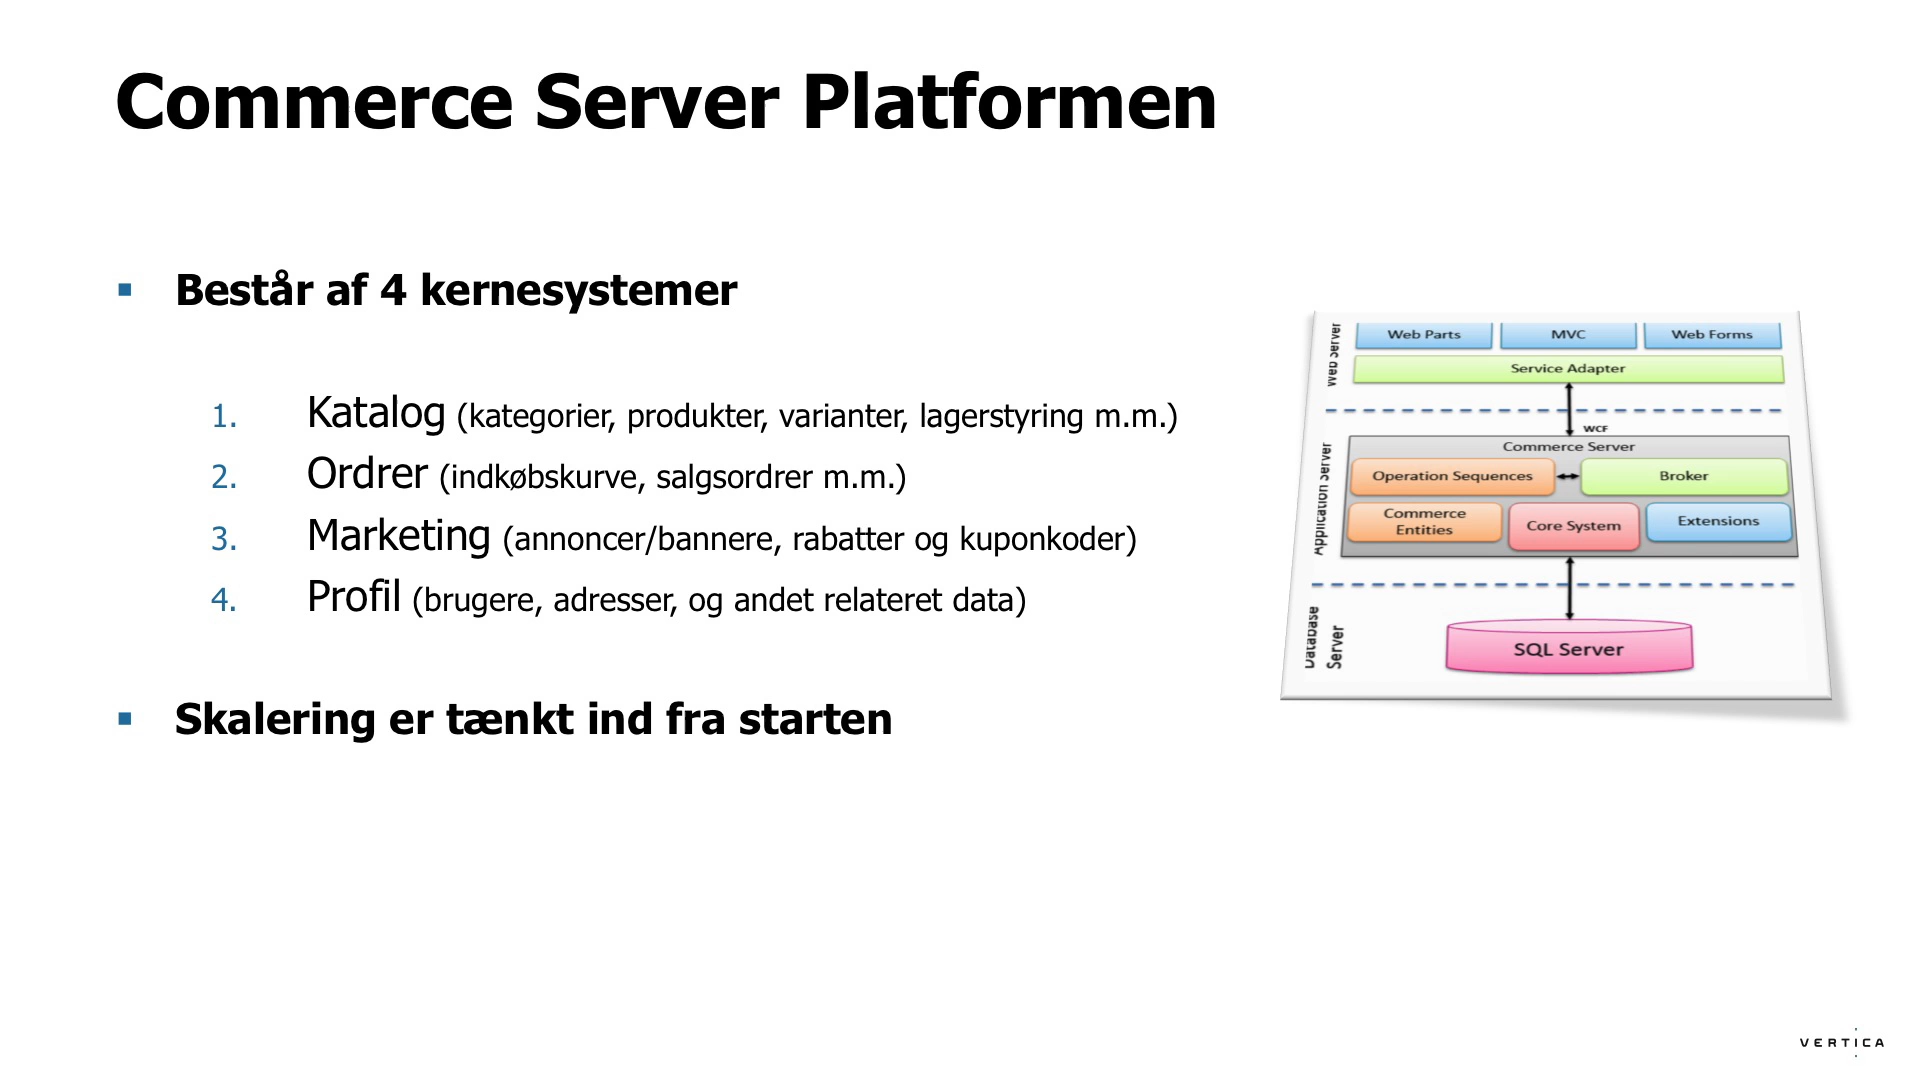 Commerce Server Platformen
▪ Består af 4 kernesystemer
1. Katalog (kategorier, produkter, varianter, lagerstyring m.m.)
2. Ordrer (indkøbskurve, salgsordrer m.m.)
3. Marketing (annoncer/bannere, rabatter og kuponkoder)
4. Profil (brugere, adresser, og andet relateret data)
▪ Skalering er tænkt ind fra starten
Web Server
Web Parts
MVC
Web Forms
Service Adapter
WCF
Application Server
Commerce Server
Operation Sequences
Broker
Commerce
Entities
Core System
Extensions
Database
Server
SQL Server
VERTICA